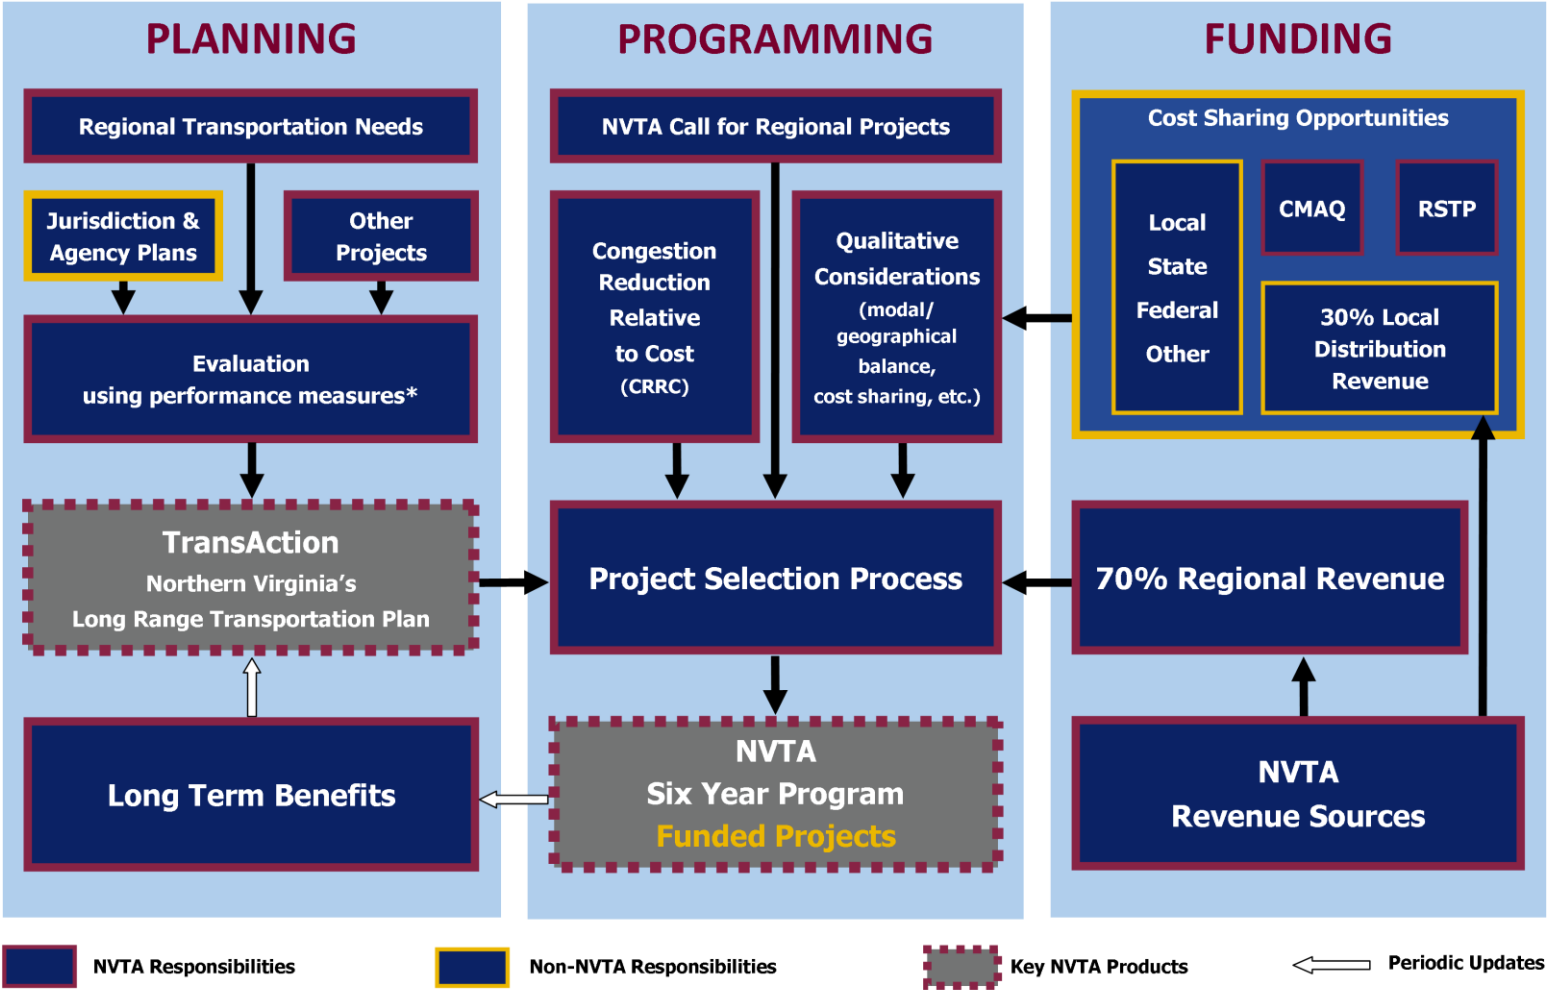 PLANNING
Regional Transportation Needs
Jurisdiction &
Agency Plans
Other
Projects
Evaluation
using performance measures*
TransAction
Northern Virginia's
Long Range Transportation Plan
Long Term Benefits
PROGRAMMING
NVTA Call for Regional Projects
Congestion
Reduction
Relative
to Cost
(CRRC)
Qualitative
Considerations
(modal/
geographical
balance,
cost sharing, etc.)
Project Selection Process
NVTA
Six Year Program
Funded Projects
FUNDING
Cost Sharing Opportunities
Local
State
Federal
Other
CMAQ
RSTP
30% Local
Distribution
Revenue
70% Regional Revenue
NVTA
Revenue Sources
NVTA Responsibilities
Non-NVTA Responsibilities
Key NVTA Products
Periodic Updates